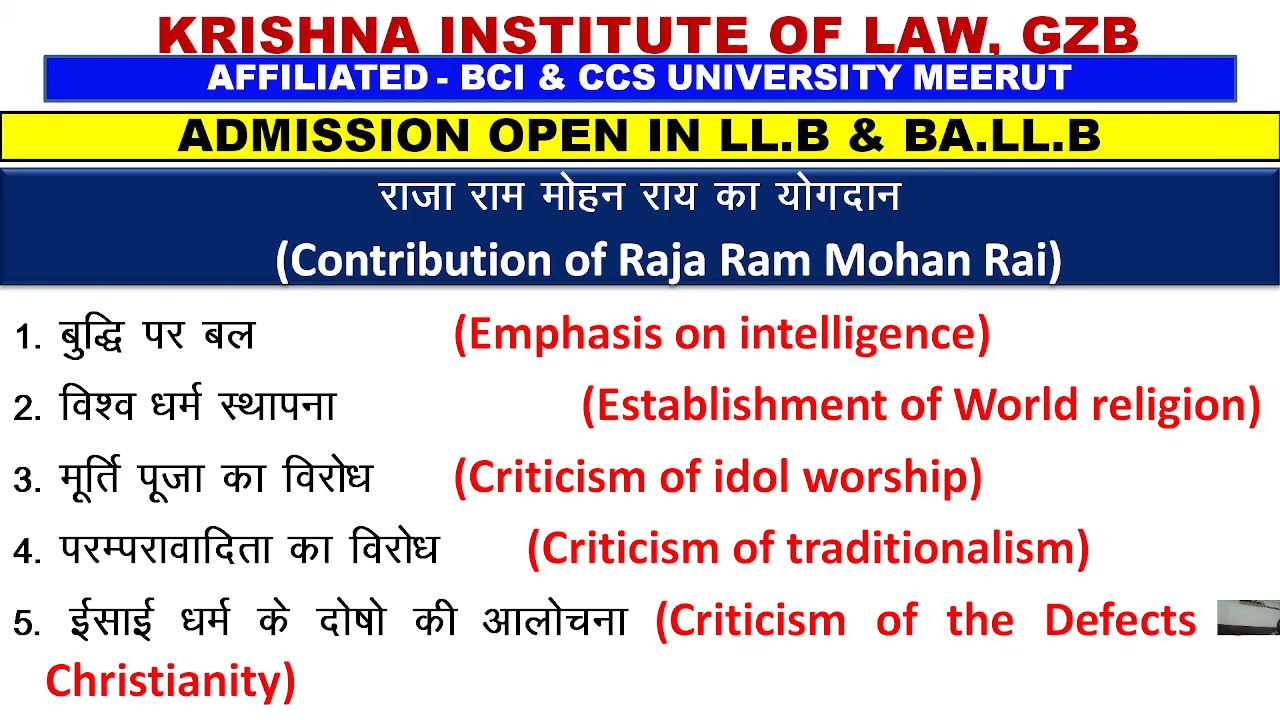 KRISHNA INSTITUTE OF LAW, GZB
AFFILIATED - BCI & CCS UNIVERSITY MEERUT
ADMISSION OPEN IN LL.B & BA.LL.B
राजा राम मोहन राय का योगदान
(Contribution of Raja Ram Mohan Rai)
1. बुद्धि पर बल (Emphasis on intelligence)
2. विश्व धर्म स्थापना (Establishment of World religion)
3. मूर्ति पूजा का विरोध (Criticism of idol worship)
4. परम्परावादिता का विरोध (Criticism of traditionalism)
5. ईसाई धर्म के दोषो की आलोचना (Criticism of the Defects
Christianity)